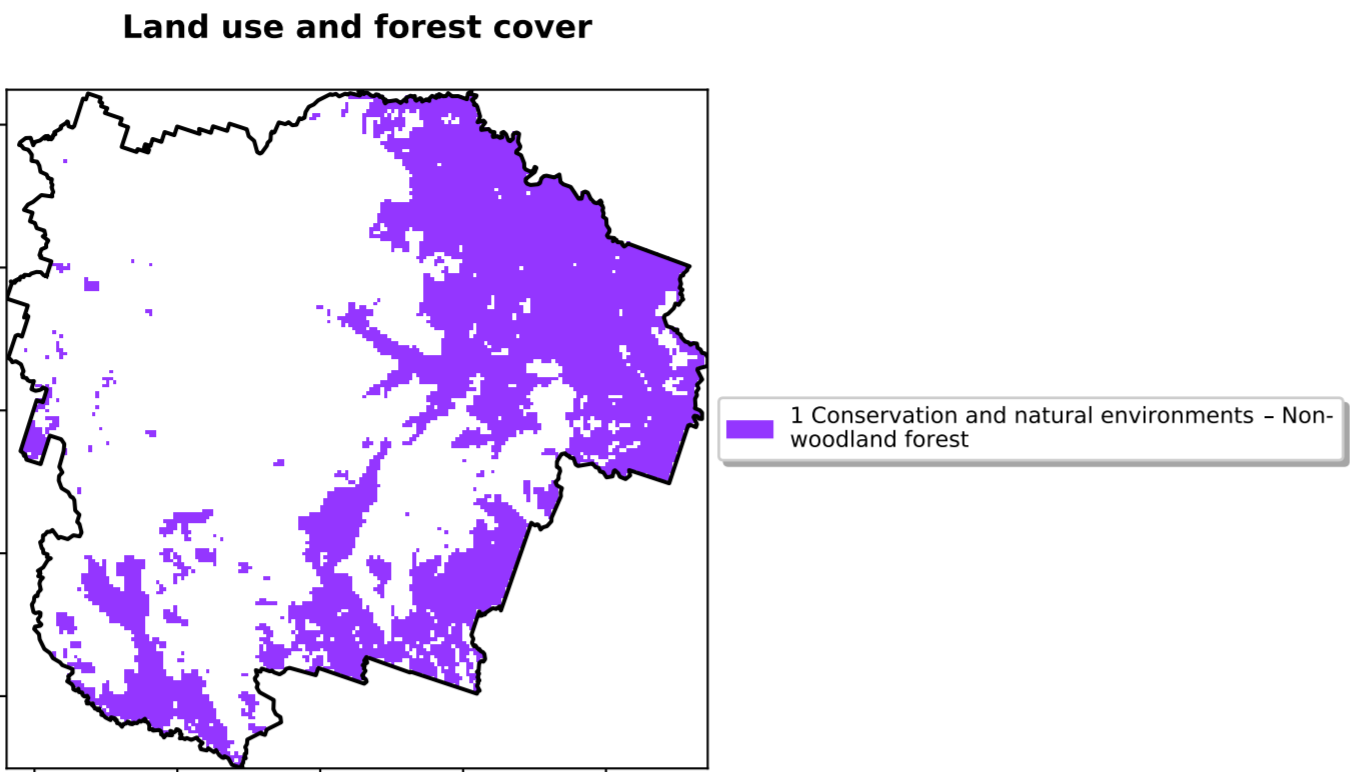 Land use and forest cover
1 Conservation and natural environments – Non-
woodland forest